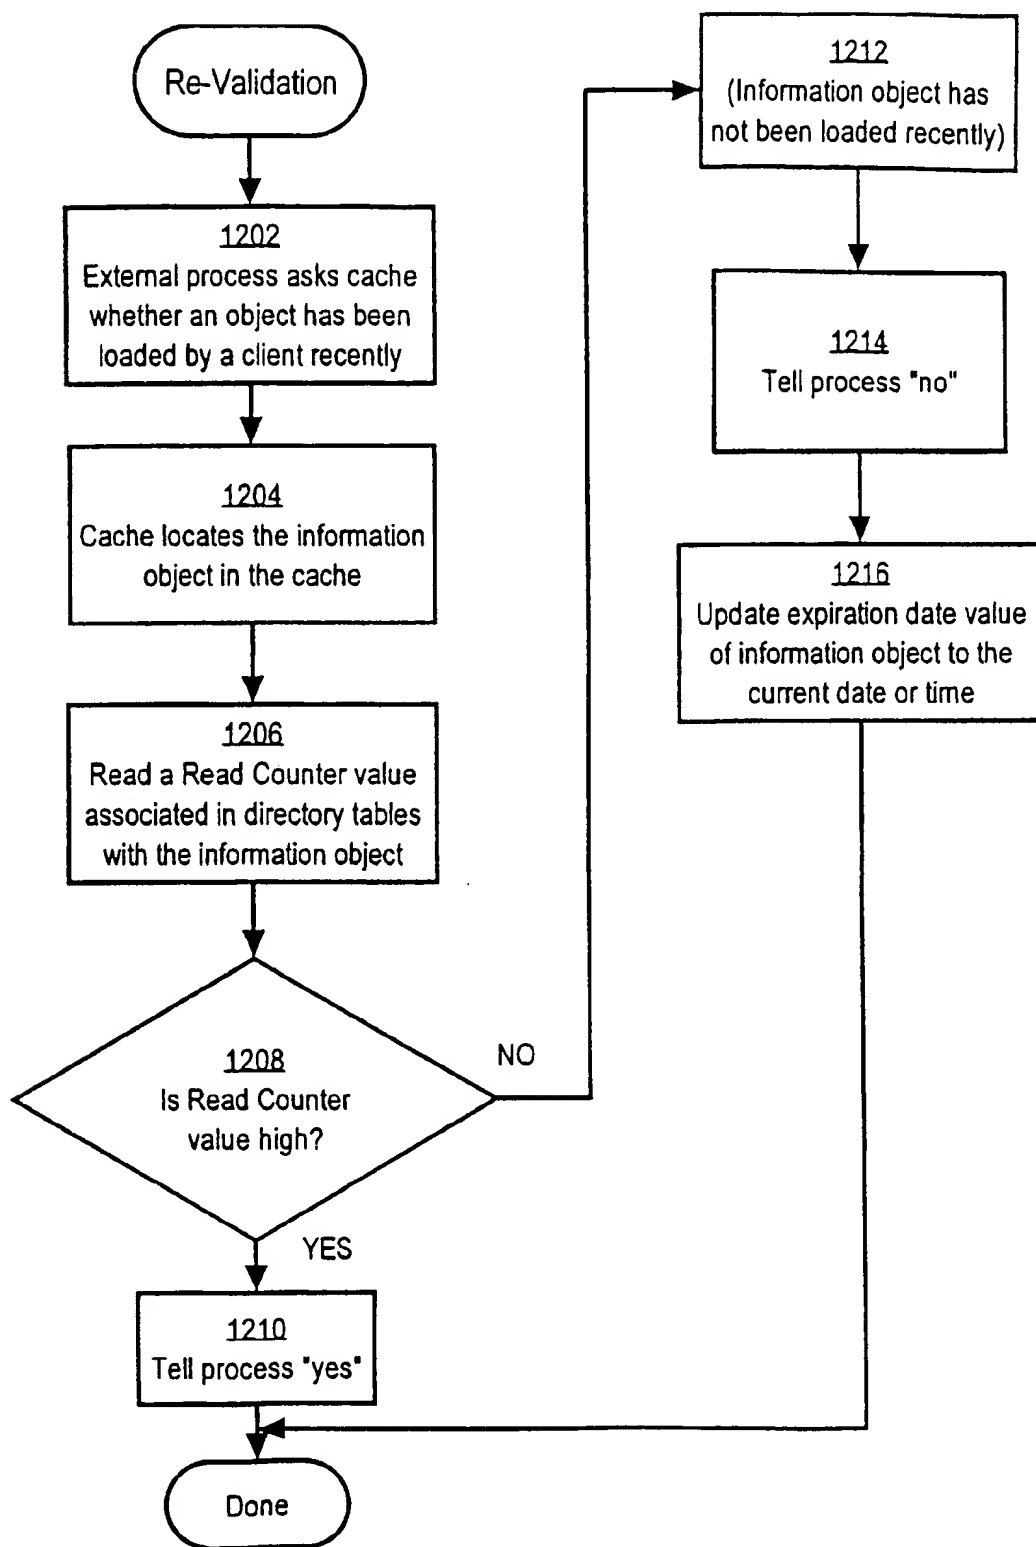 Re-Validation
1202
External process asks cache
whether an object has been
loaded by a client recently
1204
Cache locates the information
object in the cache
1206
Read a Read Counter value
associated in directory tables
with the information object
1208
Is Read Counter
value high?
NO
YES
1210
Tell process "yes"
Done
1212
(Information object has
not been loaded recently)
1214
Tell process "no"
1216
Update expiration date value
of information object to the
current date or time